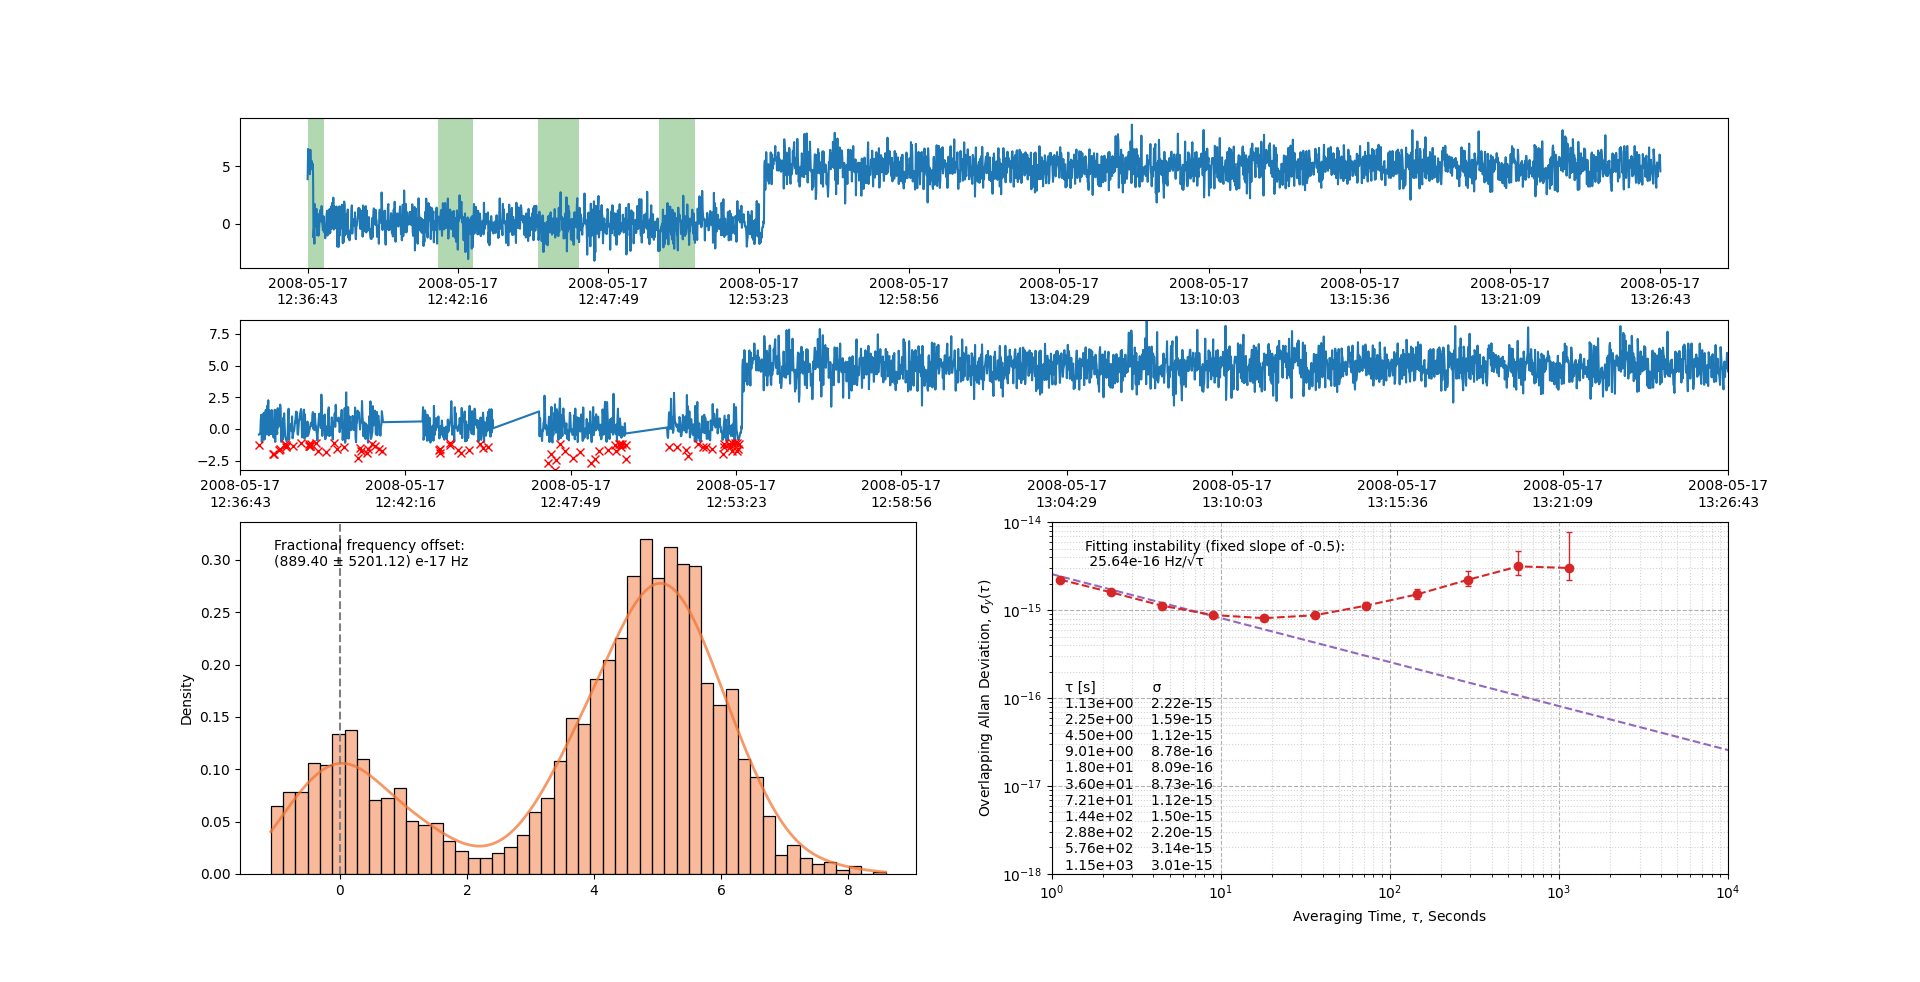 5
0
2008-05-17 2008-05-17 2008-05-17 2008-05-17 2008-05-17 2008-05-17 2008-05-17 2008-05-17 2008-05-17 2008-05-17
12:36:43 12:42:16 12:47:49 12:53:23 12:58:56 13:04:29 13:10:03 13:15:36 13:21:09 13:26:43
7.5
5.0
2.5
0.0
−2.5
2008-05-17 2008-05-17 2008-05-17 2008-05-17 2008-05-17 2008-05-17 2008-05-17 2008-05-17 2008-05-17 2008-05-17
12:36:43 12:42:16 12:47:49 12:53:23 12:58:56 13:04:29 13:10:03 13:15:36 13:21:09 13:26:43
Fractional frequency offset:
(889.40 ± 5201.12) e-17 Hz
Density
0.30
0.25
0.20
0.15
0.10
0.05
0.00
0 2 4 6 8
Fitting instability (fixed slope of -0.5):
25.64e-16 Hz/√τ
Overlapping Allan Deviation, σy(τ)
10⁻¹⁴
10⁻¹⁵
10⁻¹⁶
10⁻¹⁷
10⁻¹⁸
τ [s] σ
1.13e+00 2.22e-15
2.25e+00 1.59e-15
4.50e+00 1.12e-15
9.01e+00 8.78e-16
1.80e+01 8.09e-16
3.60e+01 8.73e-16
7.21e+01 1.12e-15
1.44e+02 1.50e-15
2.88e+02 2.20e-15
5.76e+02 3.14e-15
1.15e+03 3.01e-15
10⁰ 10¹ 10² 10³ 10⁴
Averaging Time, τ, Seconds